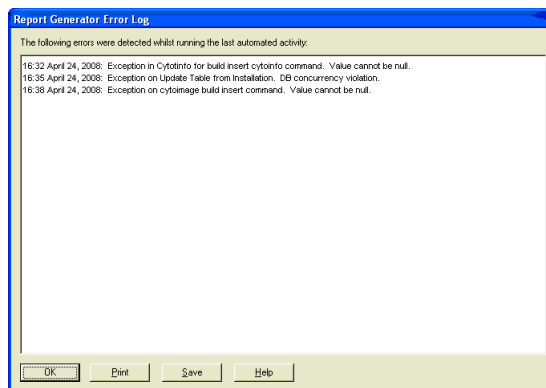 Report Generator Error Log
The following errors were detected whilst running the last automated activity:
16:32 April 24, 2008: Exception in Cytotinfo for build insert cytoinfo command. Value cannot be null.
16:35 April 24, 2008: Exception on Update Table from Installation. DB concurrency violation.
16:38 April 24, 2008: Exception on cytoimage build insert command. Value cannot be null.
OK Print Save Help